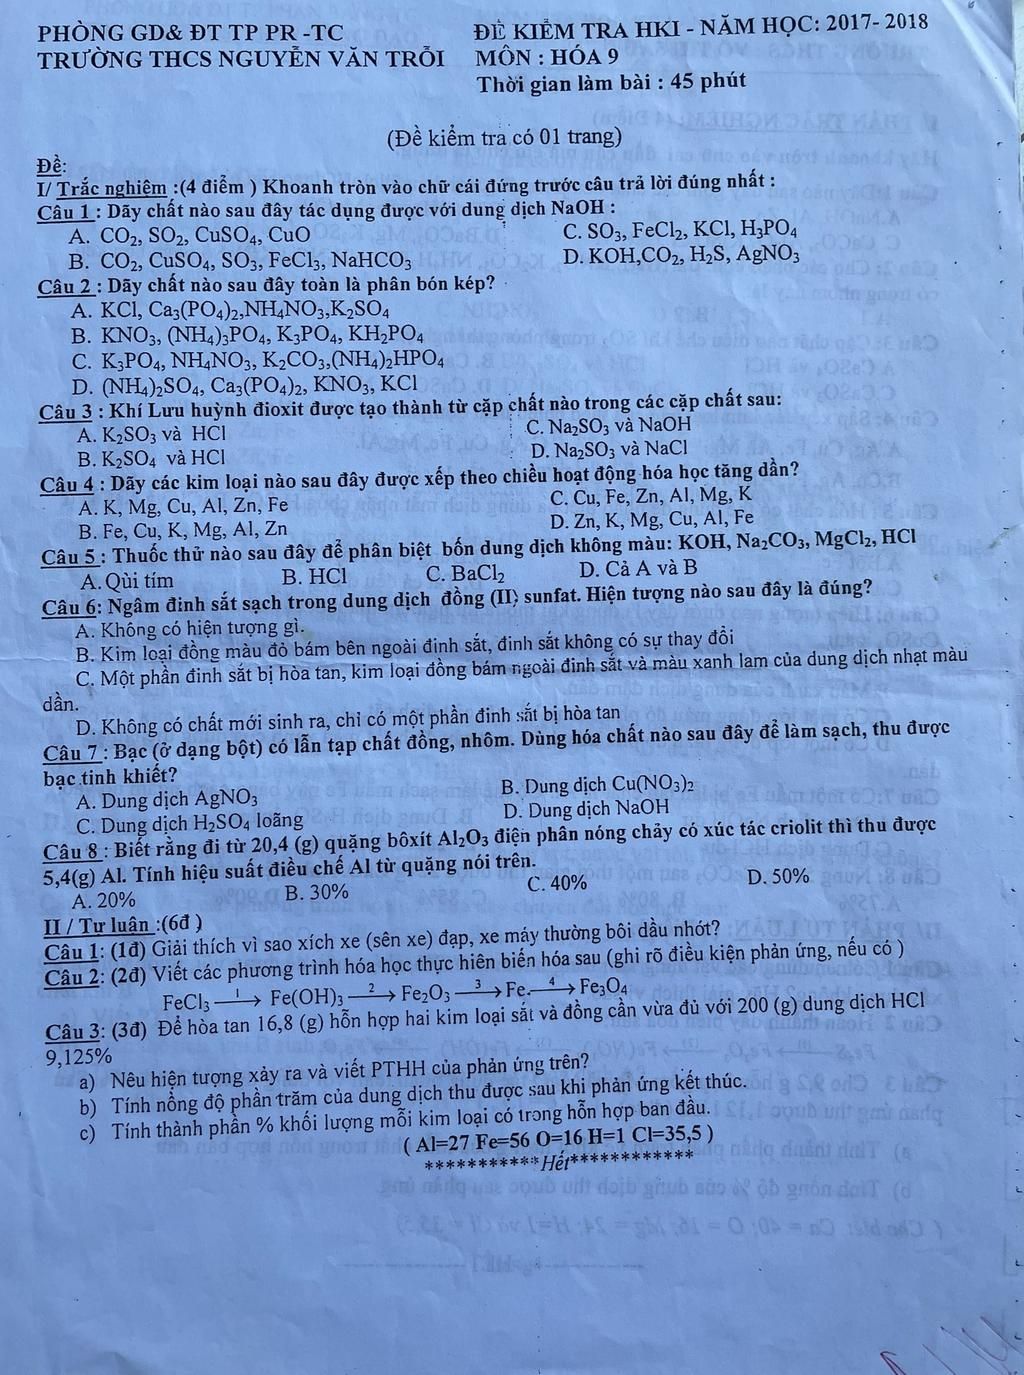 PHÒNG GD& ĐT TP PR -TC
ĐỀ KIỂM TRA HKI - NĂM HỌC: 2017- 2018
TRƯỜNG THCS NGUYỄN VĂN TRỖI
MÔN : HÓA 9
Thời gian làm bài : 45 phút
(Đề kiểm tra có 01 trang)
Đề:
I/ Trắc nghiệm :(4 điểm ) Khoanh tròn vào chữ cái đứng trước câu trả lời đúng nhất :
Câu 1 : Dãy chất nào sau đây tác dụng được với dung dịch NaOH :
A. CO₂, SO₂, CuSO₄, CuO
C. SO₃, FeCl₂, KCl, H₃PO₄
B. CO₂, CuSO₄, SO₃, FeCl₃, NaHCO₃
D. KOH,CO₂, H₂S, AgNO₃
Câu 2 : Dãy chất nào sau đây toàn là phân bón kép?
A. KCl, Ca₃(PO₄)₂,NH₄NO₃,K₂SO₄
B. KNO₃, (NH₄)₃PO₄, K₃PO₄, KH₂PO₄
C. K₃PO₄, NH₄NO₃, K₂CO₃,(NH₄)₂HPO₄
D. (NH₄)₂SO₄, Ca₃(PO₄)₂, KNO₃, KCl
Câu 3 : Khí Lưu huỳnh đioxit được tạo thành từ cặp chất nào trong các cặp chất sau:
A. K₂SO₃ và HCl
C. Na₂SO₃ và NaOH
B. K₂SO₄ và HCl
D. Na₂SO₃ và NaCl
Câu 4 : Dãy các kim loại nào sau đây được xếp theo chiều hoạt động hóa học tăng dần?
A. K, Mg, Cu, Al, Zn, Fe
C. Cu, Fe, Zn, Al, Mg, K
B. Fe, Cu, K, Mg, Al, Zn
D. Zn, K, Mg, Cu, Al, Fe
Câu 5 : Thuốc thử nào sau đây để phân biệt bốn dung dịch không màu: KOH, Na₂CO₃, MgCl₂, HCl
A. Qùi tím B. HCl C. BaCl₂ D. Cả A và B
Câu 6: Ngâm đinh sắt sạch trong dung dịch đồng (II) sunfat. Hiện tượng nào sau đây là đúng?
A. Không có hiện tượng gì.
B. Kim loại đồng màu đỏ bám bên ngoài đinh sắt, đinh sắt không có sự thay đổi
C. Một phần đinh sắt bị hòa tan, kim loại đồng bám ngoài đinh sắt và màu xanh lam của dung dịch nhạt màu
dần.
D. Không có chất mới sinh ra, chỉ có một phần đinh sắt bị hòa tan
Câu 7 : Bạc (ở dạng bột) có lẫn tạp chất đồng, nhôm. Dùng hóa chất nào sau đây để làm sạch, thu được
bạc tinh khiết?
A. Dung dịch AgNO₃
B. Dung dịch Cu(NO₃)₂
C. Dung dịch H₂SO₄ loãng
D. Dung dịch NaOH
Câu 8 : Biết rằng đi từ 20,4 (g) quặng bôxít Al₂O₃ điện phân nóng chảy có xúc tác criolit thì thu được
5,4(g) Al. Tính hiệu suất điều chế Al từ quặng nói trên.
A. 20% B. 30% C. 40% D. 50%
II / Tự luận :(6đ )
Câu 1: (1đ) Giải thích vì sao xích xe (sên xe) đạp, xe máy thường bôi dầu nhớt?
Câu 2: (2đ) Viết các phương trình hóa học thực hiên biến hóa sau (ghi rõ điều kiện phản ứng, nếu có )
FeCl₃ —1→ Fe(OH)₃ —2→ Fe₂O₃ —3→ Fe —4→ Fe₃O₄
Câu 3: (3đ) Để hòa tan 16,8 (g) hỗn hợp hai kim loại sắt và đồng cần vừa đủ với 200 (g) dung dịch HCl
9,125%
a) Nêu hiện tượng xảy ra và viết PTHH của phản ứng trên?
b) Tính nồng độ phần trăm của dung dịch thu được sau khi phản ứng kết thúc.
c) Tính thành phần % khối lượng mỗi kim loại có trong hỗn hợp ban đầu.
( Al=27 Fe=56 O=16 H=1 Cl=35,5 )
***********Hết************